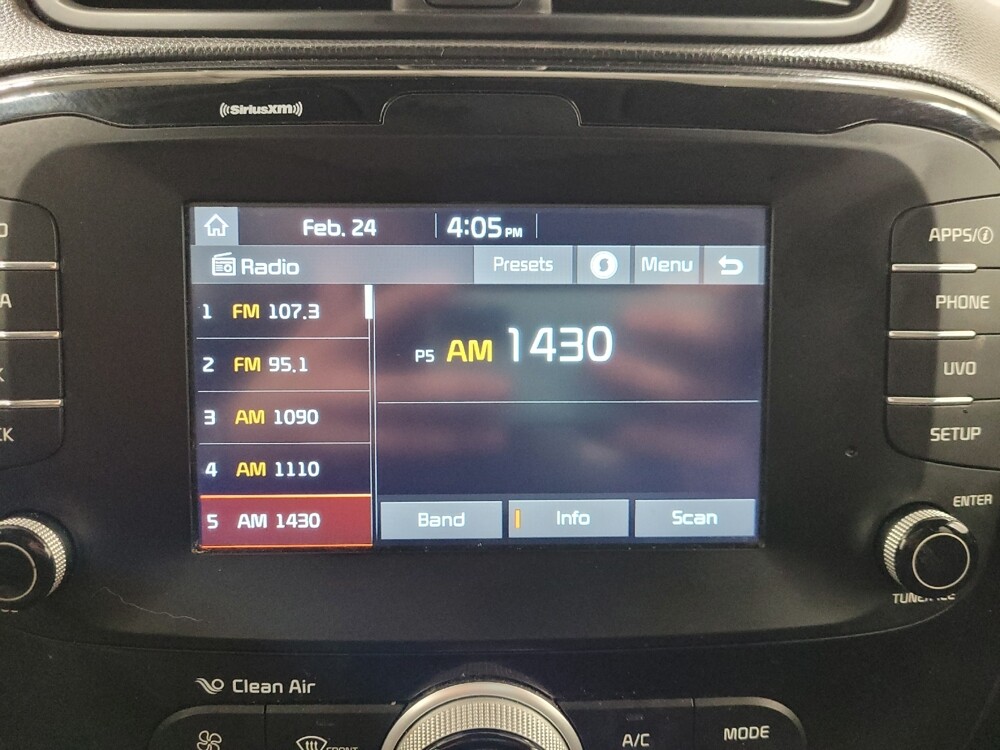 SiriusXM
Feb. 24 4:05 PM
Radio Presets Menu
1 FM 107.3
2 FM 95.1
3 AM 1090
4 AM 1110
5 AM 1430
P5 AM 1430
Band Info Scan
APPS/i
PHONE
UVO
SETUP
ENTER
Clean Air
FRONT
A/C
MODE